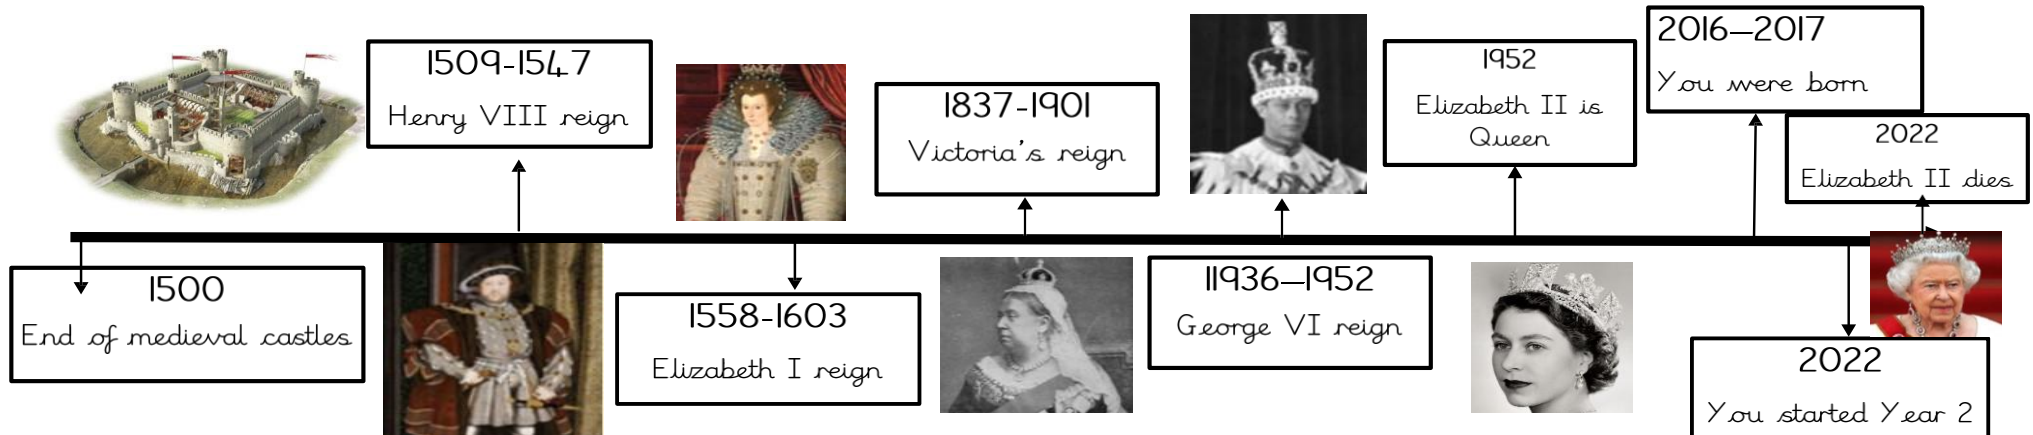 1500
End of medieval castles
1509-1547
Henry VIII reign
1558-1603
Elizabeth I reign
1837-1901
Victoria's reign
11936–1952
George VI reign
1952
Elizabeth II is
Queen
2016–2017
You were born
2022
You started Year 2
2022
Elizabeth II dies